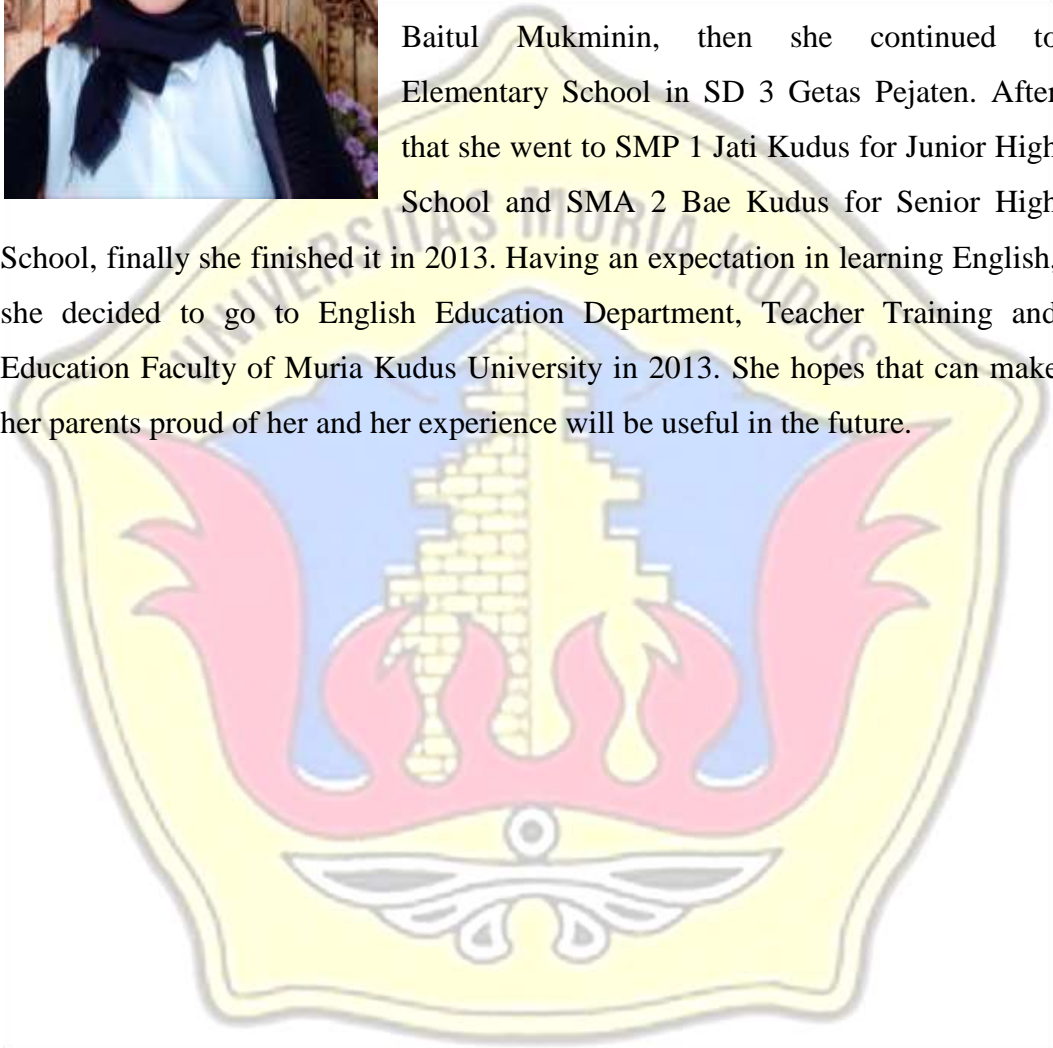 Baitul Mukminin, then she continued to
Elementary School in SD 3 Getas Pejaten. After
that she went to SMP 1 Jati Kudus for Junior High
School and SMA 2 Bae Kudus for Senior High
School, finally she finished it in 2013. Having an expectation in learning English,
she decided to go to English Education Department, Teacher Training and
Education Faculty of Muria Kudus University in 2013. She hopes that can make
her parents proud of her and her experience will be useful in the future.
UNIVERSITAS MURIA KUDUS